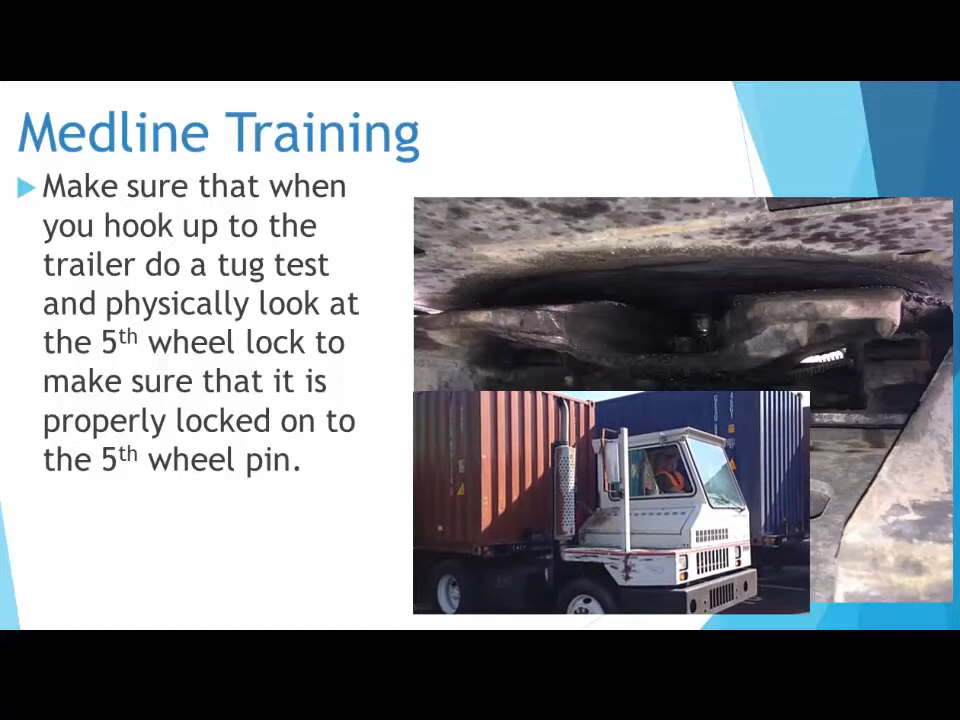 Medline Training
Make sure that when
you hook up to the
trailer do a tug test
and physically look at
the 5th wheel lock to
make sure that it is
properly locked on to
the 5th wheel pin.